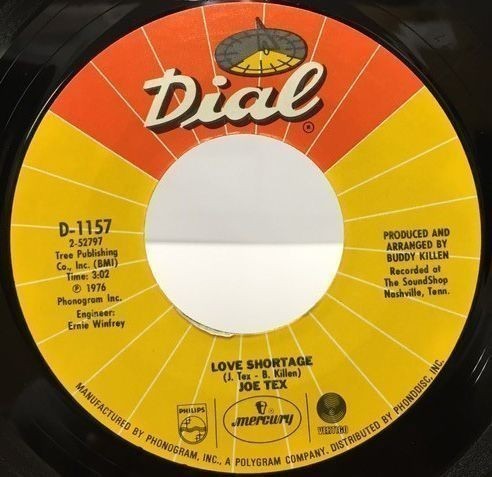 Dial
®
D-1157
2-52797
Tree Publishing
Co., Inc. (BMI)
Time: 3:02
℗ 1976
Phonogram Inc.
Engineer:
Ernie Winfrey
PRODUCED AND
ARRANGED BY
BUDDY KILLEN
Recorded at
The SoundShop
Nashville, Tenn.
LOVE SHORTAGE
(J. Tex - B. Killen)
JOE TEX
PHILIPS
mercury
VERTIGO
MANUFACTURED BY PHONOGRAM, INC., A POLYGRAM COMPANY. DISTRIBUTED BY PHONODISC, INC.